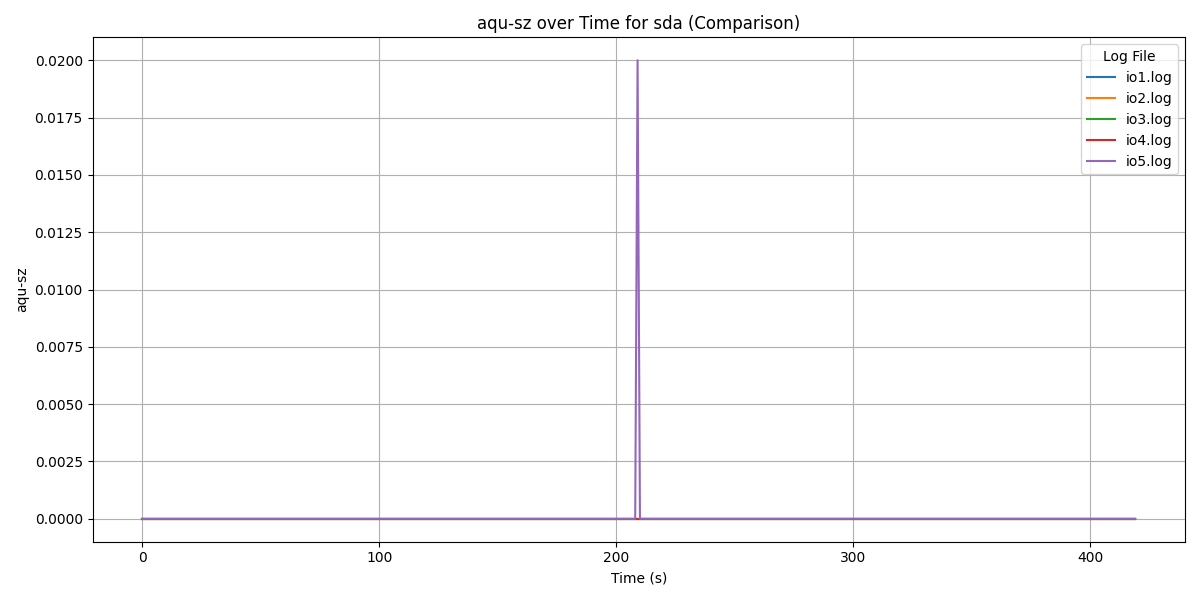 aqu-sz over Time for sda (Comparison)
Log File
io1.log
io2.log
io3.log
io4.log
io5.log
aqu-sz
0.0200
0.0175
0.0150
0.0125
0.0100
0.0075
0.0050
0.0025
0.0000
0 100 200 300 400
Time (s)